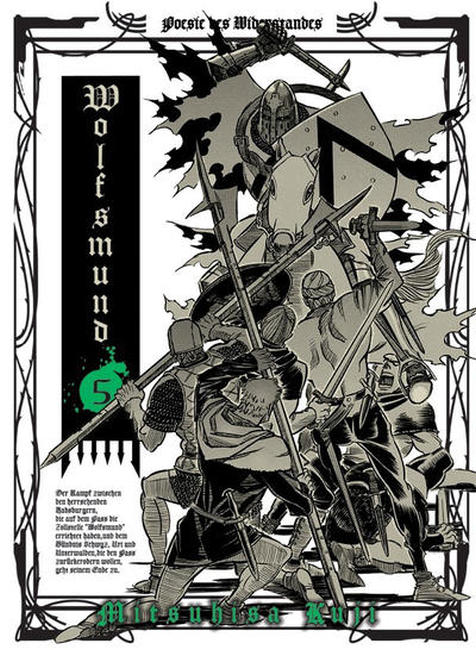 Poesie des Widerstandes
Wolfsmund
5
Der Kampf zwischen
den herrschenden
Habsburgern,
die auf dem Pass die
Zollstelle "Wolfsmund"
errichtet haben, und dem
Bündnis Schwyz, Uri und
Unterwalden, die den Pass
zurückerobern wollen,
geht seinem Ende zu.
Mitsuhisa Kuji